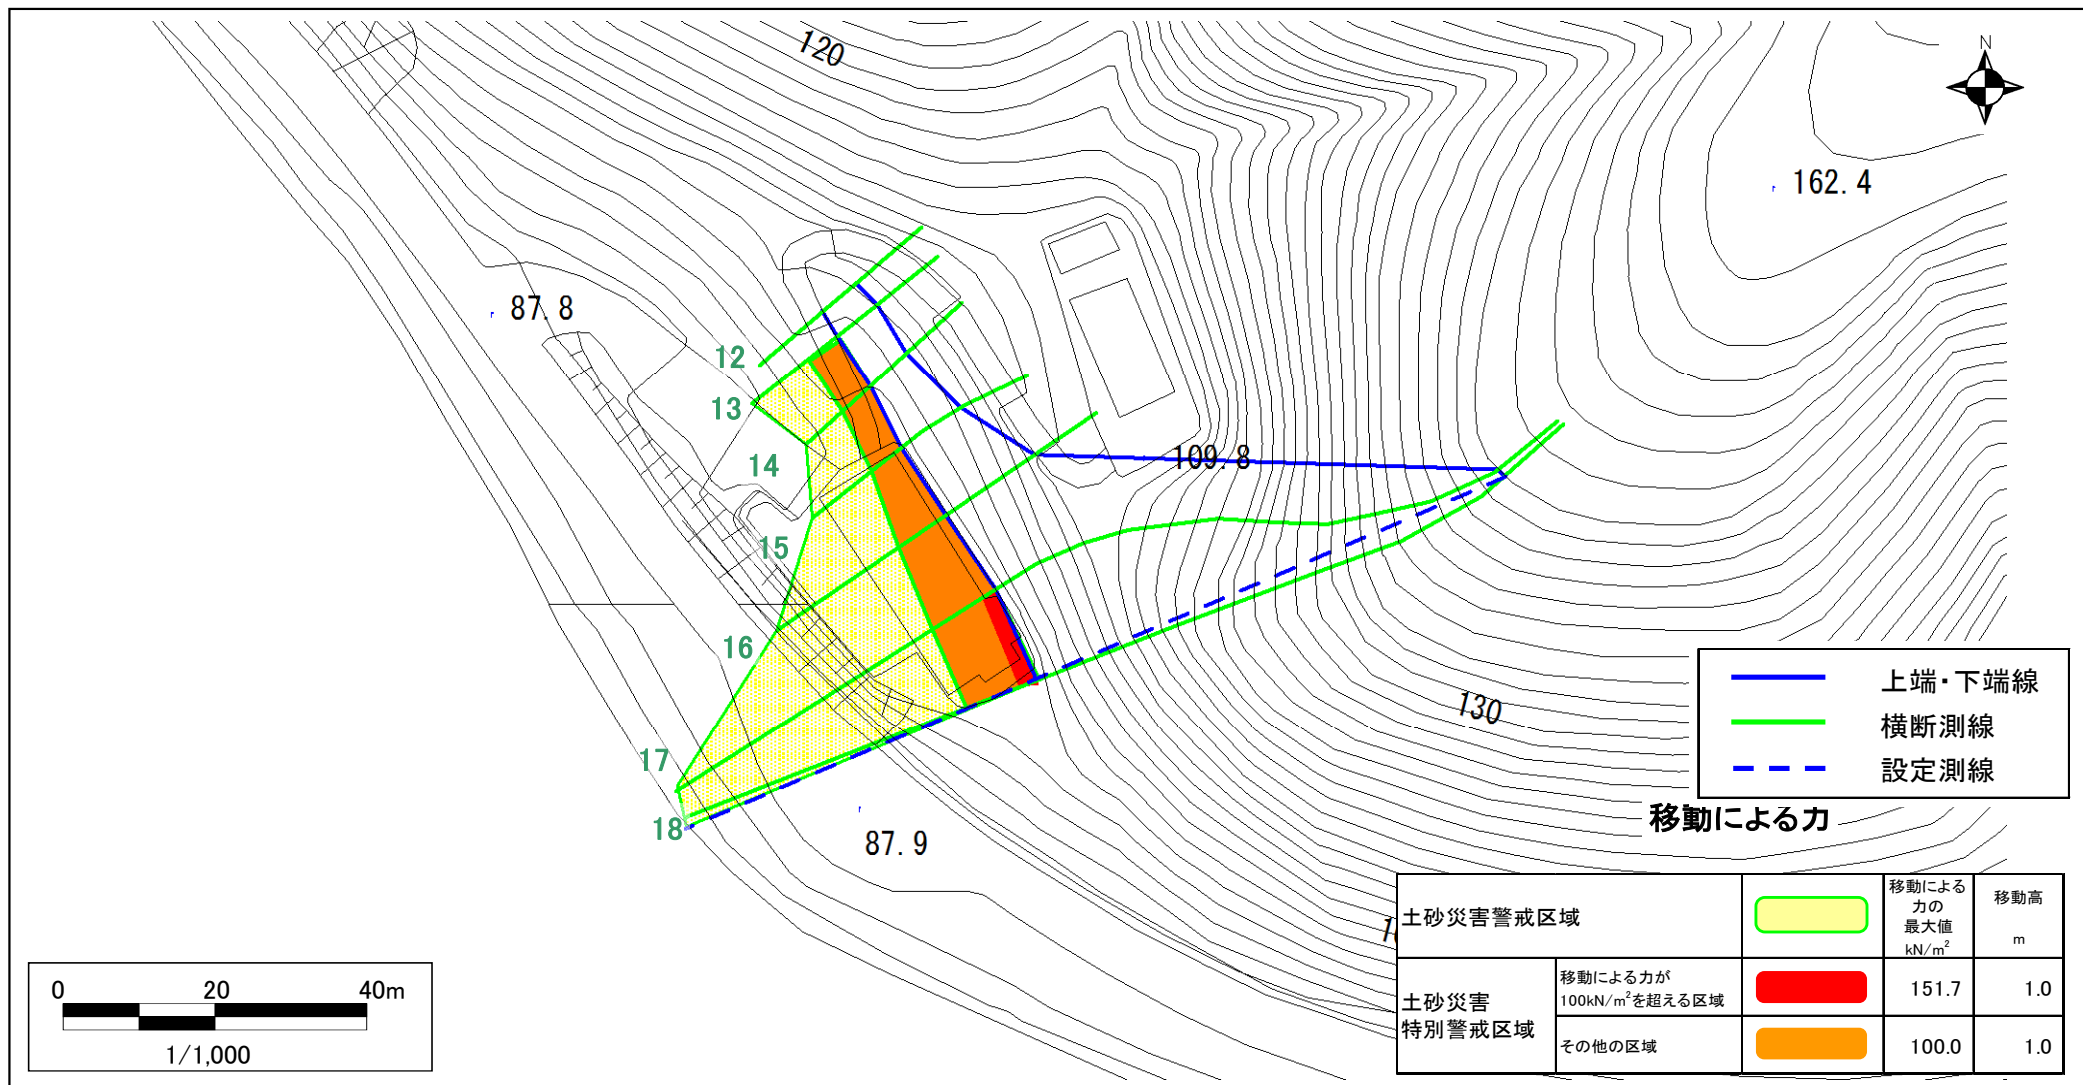 120
N
162.4
87.8
12
13
14
109.8
15
16
130
17
18
87.9
上端・下端線
横断測線
設定測線
移動による力
0 20 40m
1/1,000
土砂災害警戒区域
移動による
力の
最大値
kN/m²
移動高
m
土砂災害
特別警戒区域
移動による力が
100kN/m²を超える区域
151.7
1.0
その他の区域
100.0
1.0